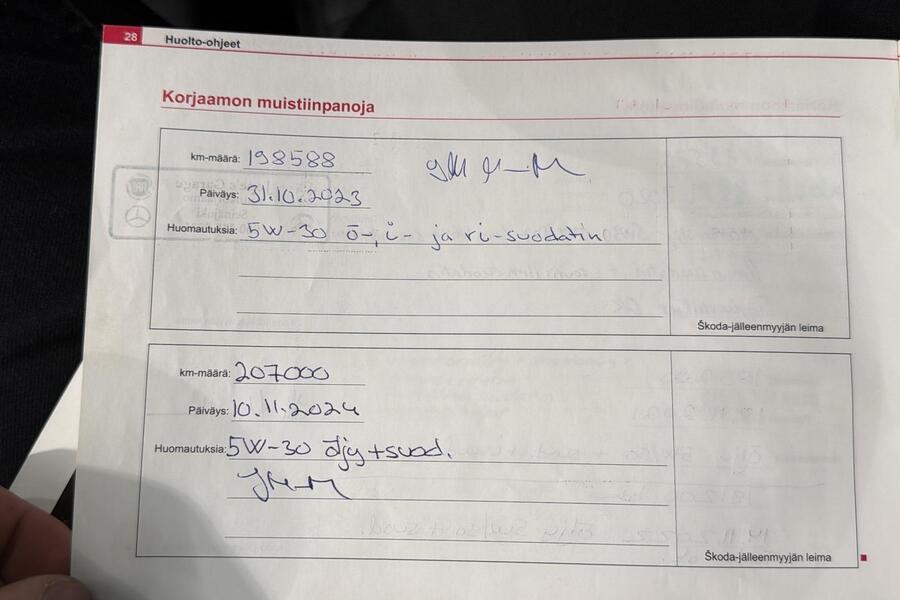 28 Huolto-ohjeet
Korjaamon muistiinpanoja
km-määrä: 198588
Päiväys: 31.10.2023
Huomautuksia: 5W-30 ö-, i- ja ri-suodatin
Škoda-jälleenmyyjän leima
km-määrä: 207000
Päiväys: 10.11.2024
Huomautuksia: 5W-30 öljy+suod.
Škoda-jälleenmyyjän leima